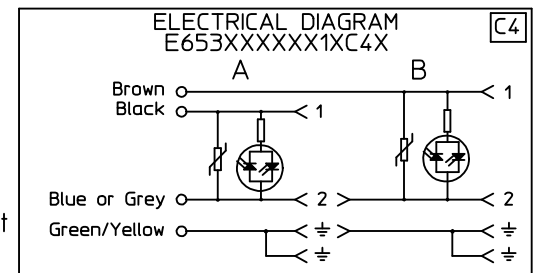 ELECTRICAL DIAGRAM C4
E653XXXXXX1XC4X
A B
Brown 1
Black 1
Blue or Grey 2 2
Green/Yellow
t